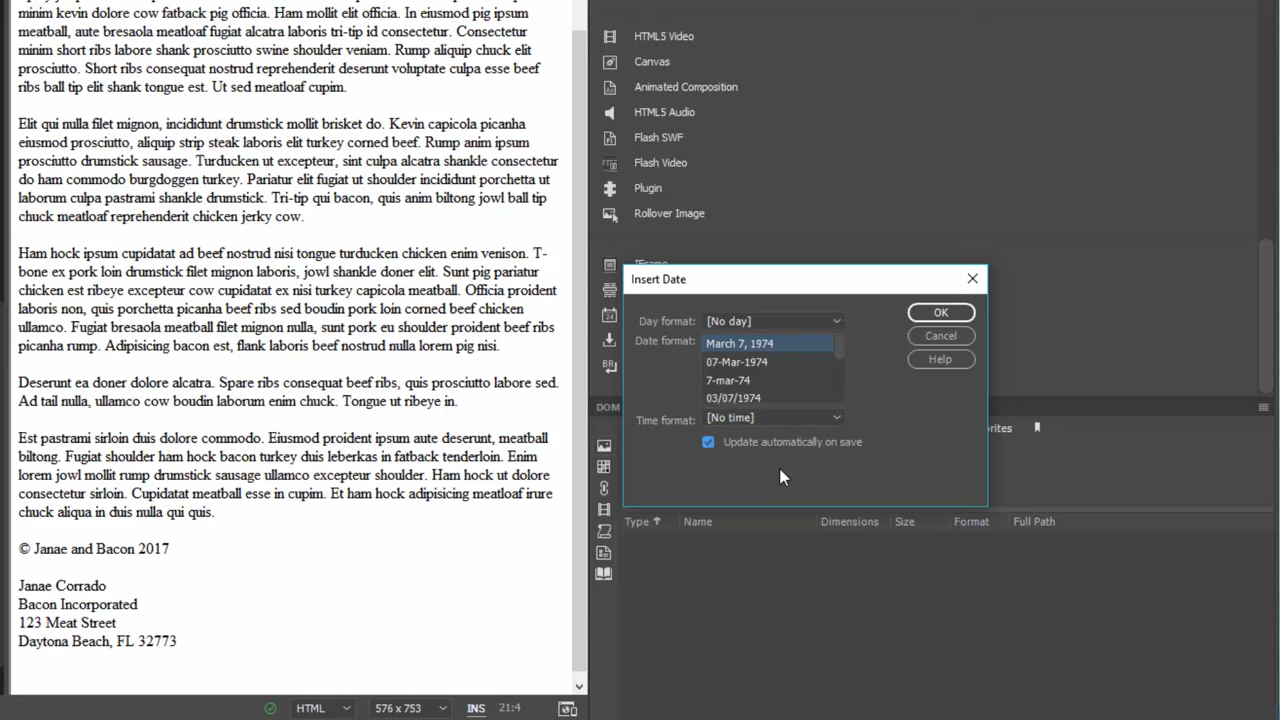 minim kevin dolore cow fatback pig officia. Ham mollit elit officia. In eiusmod pig ipsum
meatball, aute bresaola meatloaf fugiat alcatra laboris tri-tip id consectetur. Consectetur
minim short ribs labore shank prosciutto swine shoulder veniam. Rump aliquip chuck elit
prosciutto. Short ribs consequat nostrud reprehenderit deserunt voluptate culpa esse beef
ribs ball tip elit shank tongue est. Ut sed meatloaf cupim.
Elit qui nulla filet mignon, incididunt drumstick mollit brisket do. Kevin capicola picanha
eiusmod prosciutto, aliquip strip steak laboris elit turkey corned beef. Rump anim ipsum
prosciutto drumstick sausage. Turducken ut excepteur, sint culpa alcatra shankle consectetur
do ham commodo burgdoggen turkey. Pariatur elit fugiat ut shoulder incididunt porchetta ut
laborum culpa pastrami shankle drumstick. Tri-tip qui bacon, quis anim biltong jowl ball tip
chuck meatloaf reprehenderit chicken jerky cow.
Ham hock ipsum cupidatat ad beef nostrud nisi tongue turducken chicken enim venison. T-
bone ex pork loin drumstick filet mignon laboris, jowl shankle doner elit. Sunt pig pariatur
chicken est ribeye excepteur cow cupidatat ex nisi turkey capicola meatball. Officia proident
laboris non, quis porchetta picanha beef ribs sed boudin pork loin corned beef chicken
ullamco. Fugiat bresaola meatball filet mignon nulla, sunt pork eu shoulder proident beef ribs
picanha rump. Adipisicing bacon est, flank laboris beef nostrud nulla lorem pig nisi.
Deserunt ea doner dolore alcatra. Spare ribs consequat beef ribs, quis prosciutto labore sed.
Ad tail nulla, ullamco cow boudin laborum enim chuck. Tongue ut ribeye in.
Est pastrami sirloin duis dolore commodo. Eiusmod proident ipsum aute deserunt, meatball
biltong. Fugiat shoulder ham hock bacon turkey duis leberkas in fatback tenderloin. Enim
lorem jowl mollit rump drumstick sausage ullamco excepteur shoulder. Ham hock ut dolore
consectetur sirloin. Cupidatat meatball esse in cupim. Et ham hock adipisicing meatloaf irure
chuck aliqua in duis nulla qui quis.
© Janae and Bacon 2017
Janae Corrado
Bacon Incorporated
123 Meat Street
Daytona Beach, FL 32773
HTML 576 x 753 INS 21:4
HTML5 Video
Canvas
Animated Composition
HTML5 Audio
Flash SWF
Flash Video
Plugin
Rollover Image
IFrame
Insert Date
Day format: [No day]
Date format: March 7, 1974
07-Mar-1974
7-mar-74
03/07/1974
Time format: [No time]
Update automatically on save
OK
Cancel
Help
DOM
Type Name Dimensions Size Format Full Path